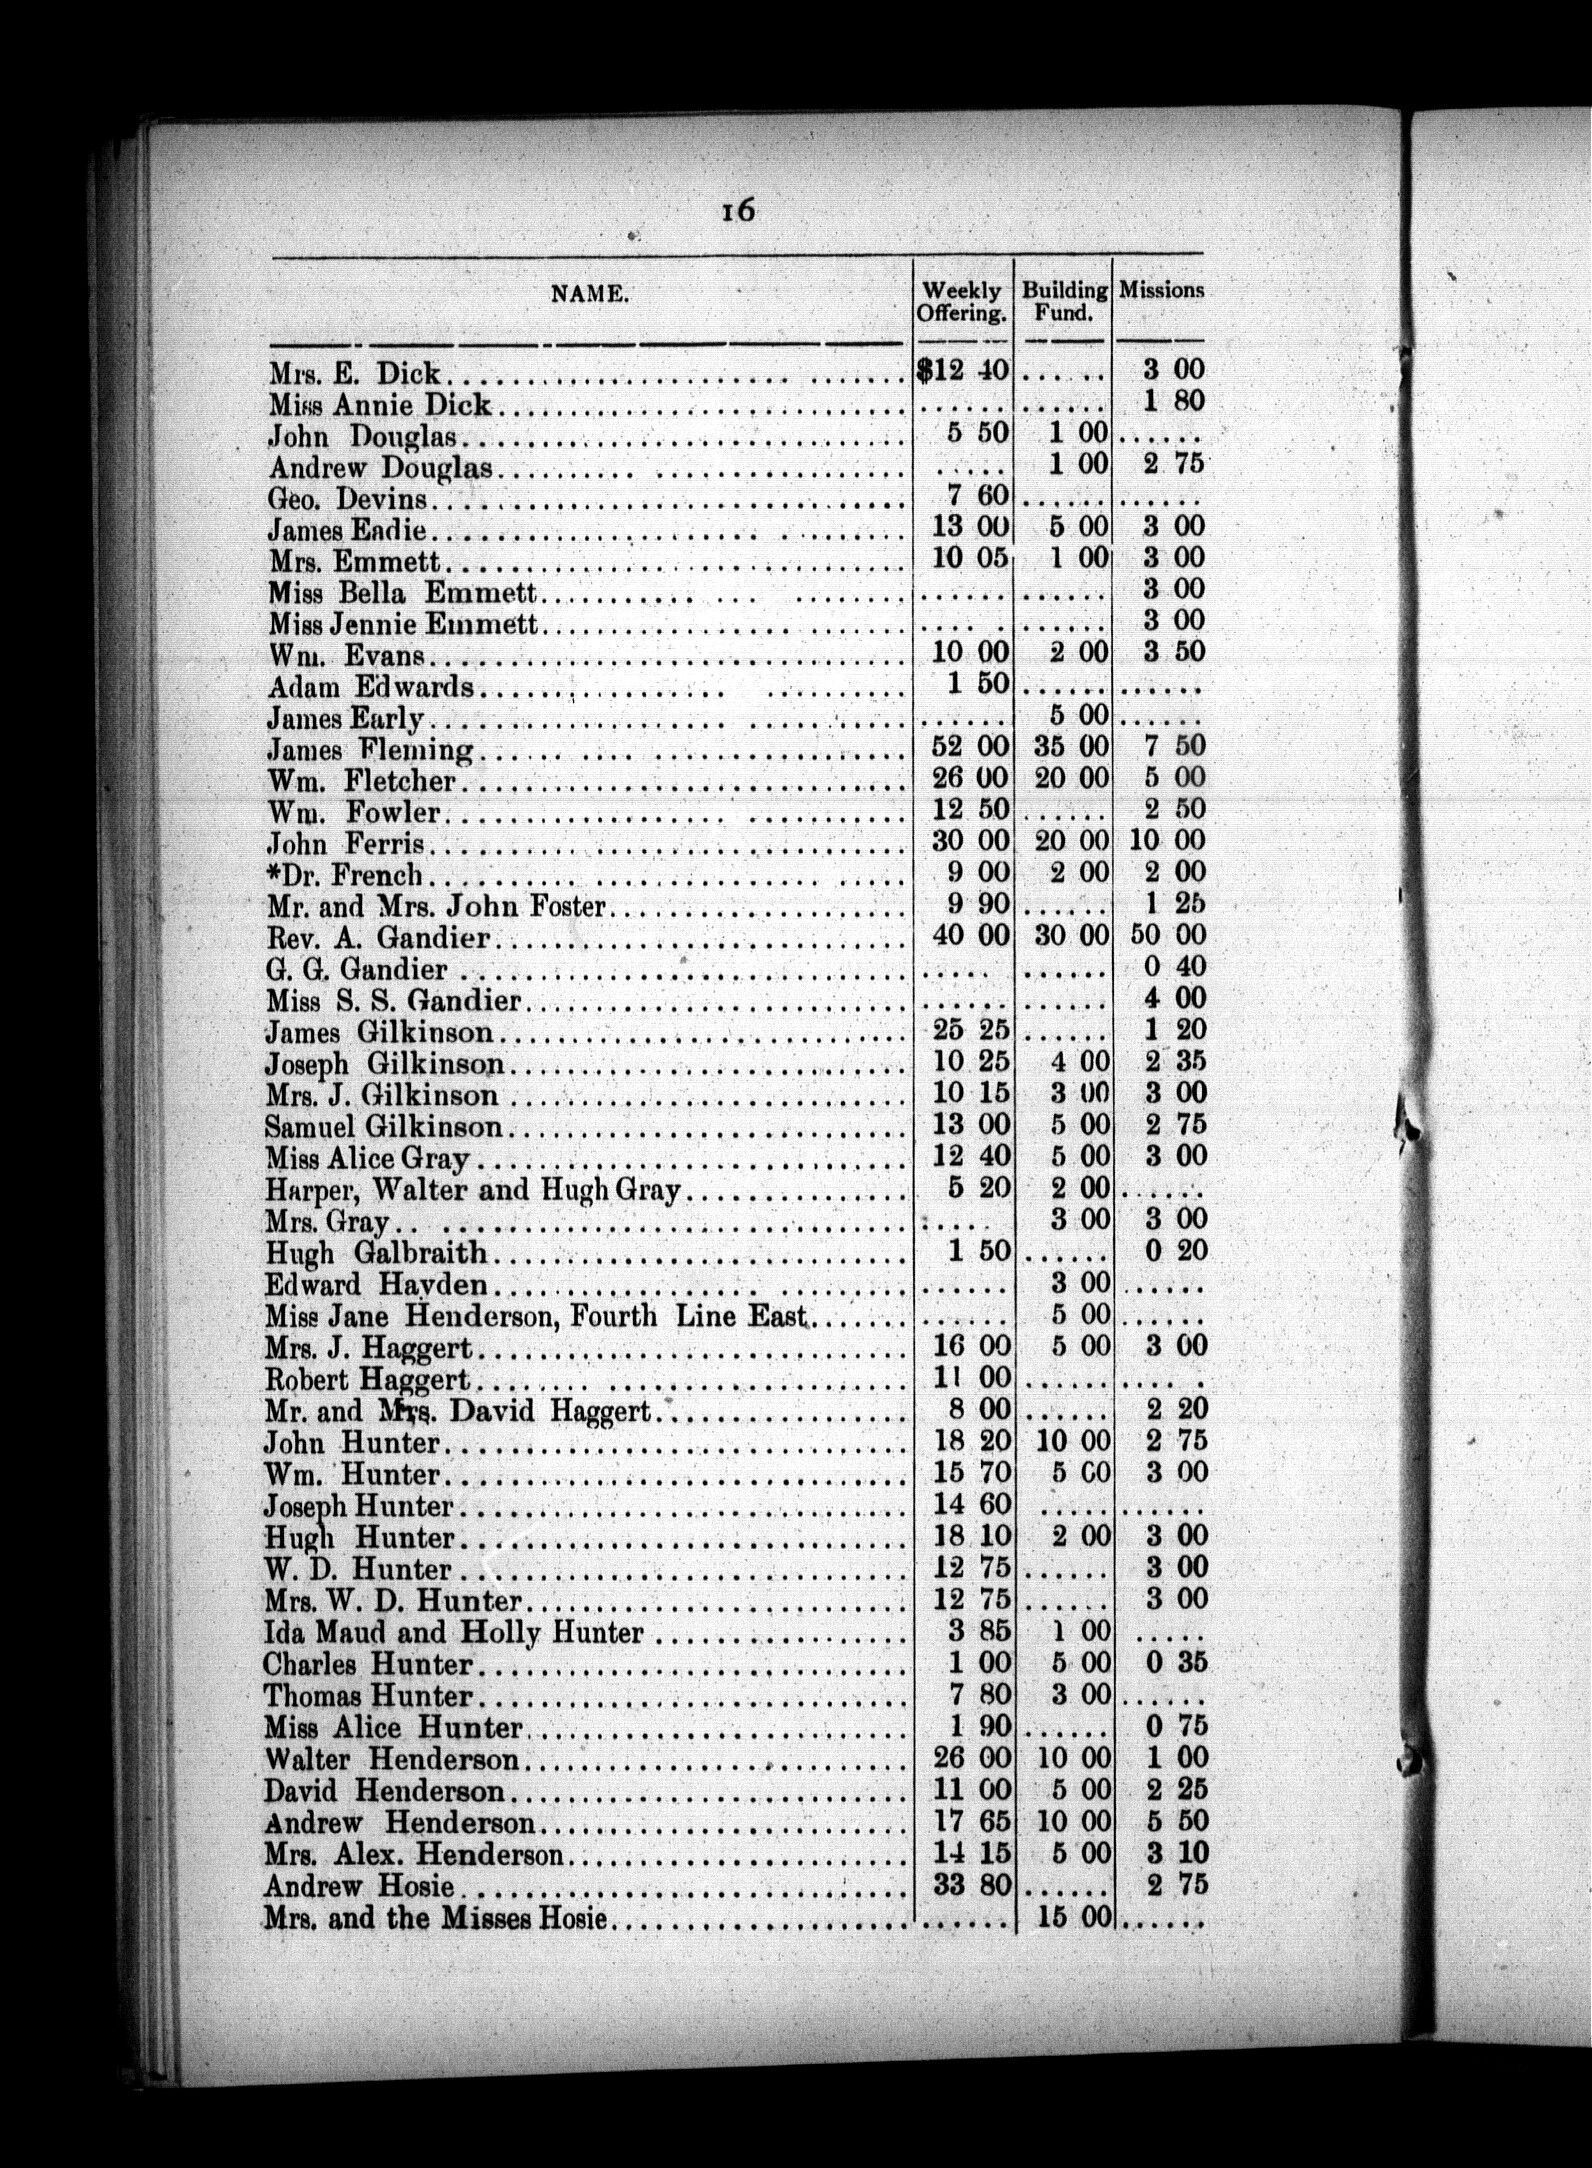 16
NAME. Weekly Offering. Building Fund. Missions
Mrs. E. Dick $12 40 ...... 3 00
Miss Annie Dick ...... ...... 1 80
John Douglas 5 50 1 00 ......
Andrew Douglas ..... 1 00 2 75
Geo. Devins 7 60 ...... ......
James Eadie 13 00 5 00 3 00
Mrs. Emmett 10 05 1 00 3 00
Miss Bella Emmett ...... ...... 3 00
Miss Jennie Emmett ...... ...... 3 00
Wm. Evans 10 00 2 00 3 50
Adam Edwards 1 50 ...... ......
James Early ...... 5 00 ......
James Fleming 52 00 35 00 7 50
Wm. Fletcher 26 00 20 00 5 00
Wm. Fowler 12 50 ...... 2 50
John Ferris 30 00 20 00 10 00
*Dr. French 9 00 2 00 2 00
Mr. and Mrs. John Foster 9 90 ...... 1 25
Rev. A. Gandier 40 00 30 00 50 00
G. G. Gandier ..... ...... 0 40
Miss S. S. Gandier ...... ...... 4 00
James Gilkinson 25 25 ...... 1 20
Joseph Gilkinson 10 25 4 00 2 35
Mrs. J. Gilkinson 10 15 3 00 3 00
Samuel Gilkinson 13 00 5 00 2 75
Miss Alice Gray 12 40 5 00 3 00
Harper, Walter and Hugh Gray 5 20 2 00 ......
Mrs. Gray ..... 3 00 3 00
Hugh Galbraith 1 50 ...... 0 20
Edward Hayden ...... 3 00 ......
Miss Jane Henderson, Fourth Line East ...... 5 00 ......
Mrs. J. Haggert 16 00 5 00 3 00
Robert Haggert 11 00 ...... ......
Mr. and Mrs. David Haggert 8 00 ...... 2 20
John Hunter 18 20 10 00 2 75
Wm. Hunter 15 70 5 00 3 00
Joseph Hunter 14 60 ..... ......
Hugh Hunter 18 10 2 00 3 00
W. D. Hunter 12 75 ...... 3 00
Mrs. W. D. Hunter 12 75 ...... 3 00
Ida Maud and Holly Hunter 3 85 1 00 .....
Charles Hunter 1 00 5 00 0 35
Thomas Hunter 7 80 3 00 ......
Miss Alice Hunter 1 90 ...... 0 75
Walter Henderson 26 00 10 00 1 00
David Henderson 11 00 5 00 2 25
Andrew Henderson 17 65 10 00 5 50
Mrs. Alex. Henderson 14 15 5 00 3 10
Andrew Hosie 33 80 ...... 2 75
Mrs. and the Misses Hosie ...... 15 00 ......